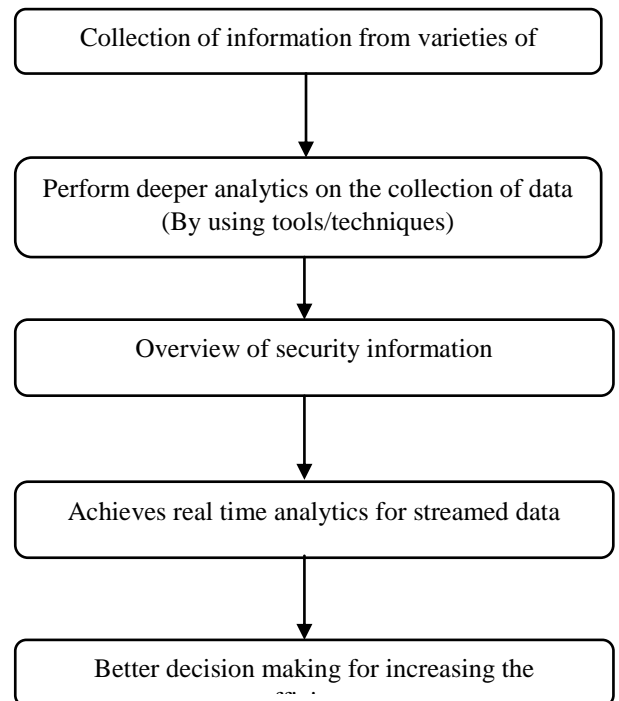 Collection of information from varieties of
Perform deeper analytics on the collection of data
(By using tools/techniques)
Overview of security information
Achieves real time analytics for streamed data
Better decision making for increasing the